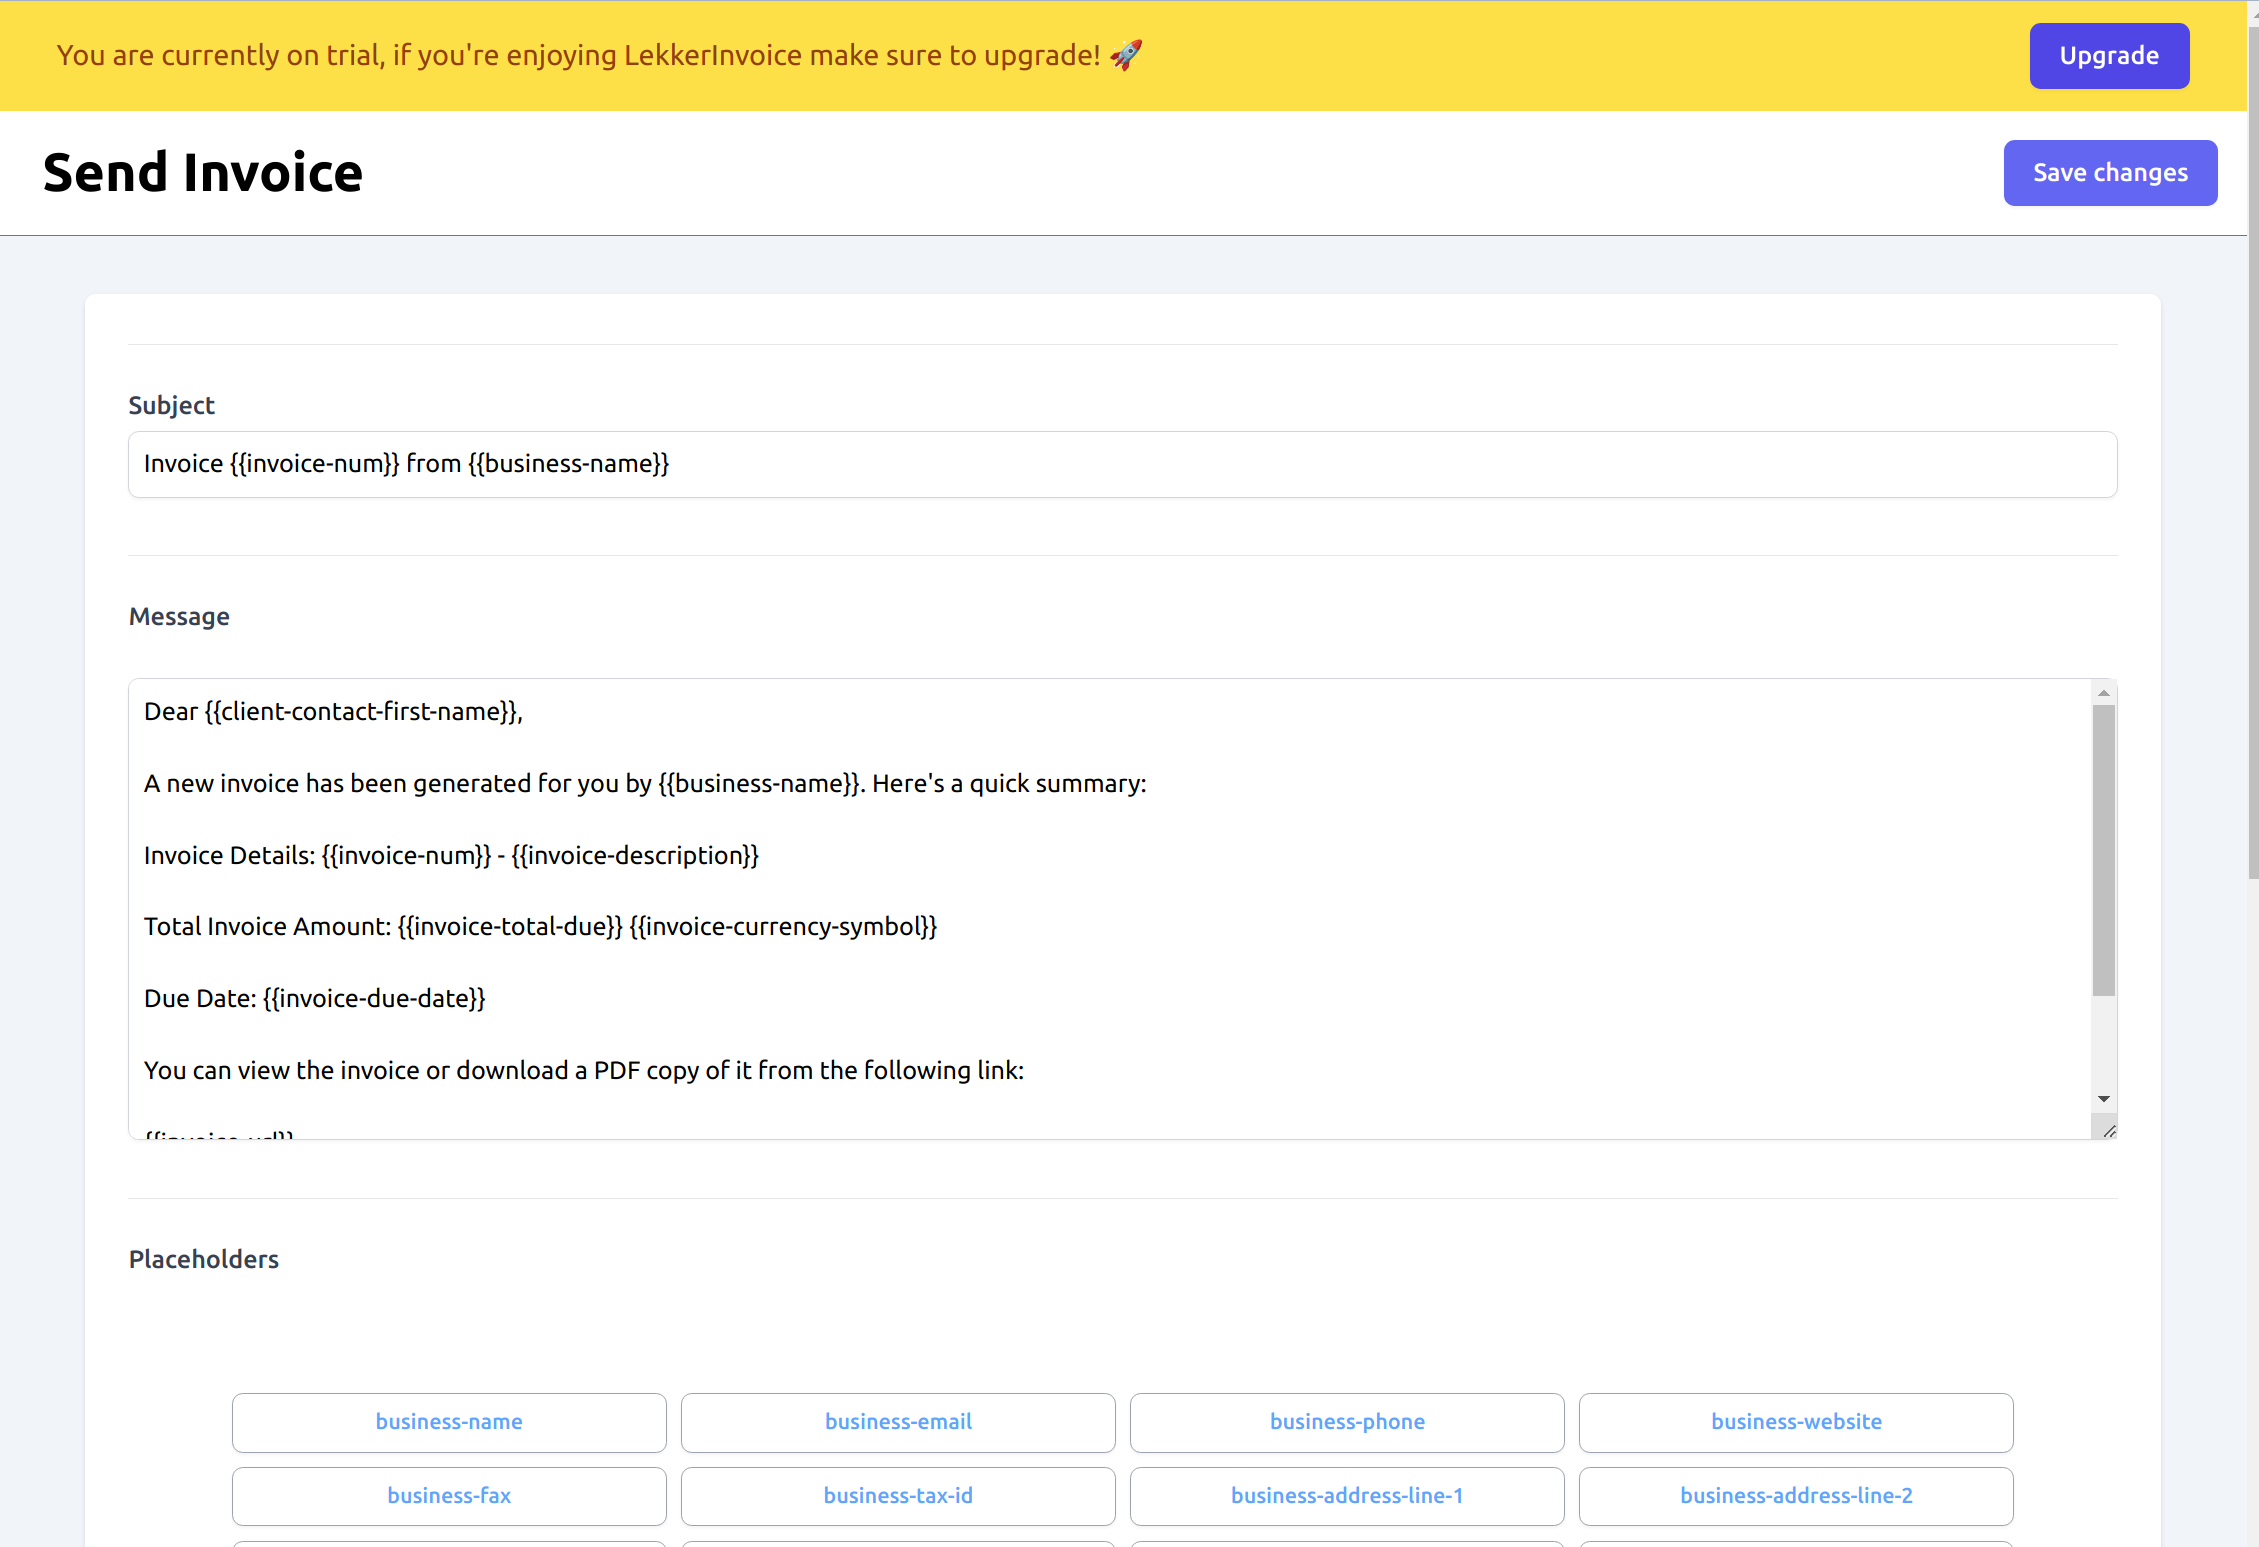 You are currently on trial, if you're enjoying LekkerInvoice make sure to upgrade! 🚀
Upgrade
Send Invoice
Save changes
Subject
Invoice {{invoice-num}} from {{business-name}}
Message
Dear {{client-contact-first-name}},
A new invoice has been generated for you by {{business-name}}. Here's a quick summary:
Invoice Details: {{invoice-num}} - {{invoice-description}}
Total Invoice Amount: {{invoice-total-due}} {{invoice-currency-symbol}}
Due Date: {{invoice-due-date}}
You can view the invoice or download a PDF copy of it from the following link:
{{invoice-url}}
Placeholders
business-name
business-email
business-phone
business-website
business-fax
business-tax-id
business-address-line-1
business-address-line-2